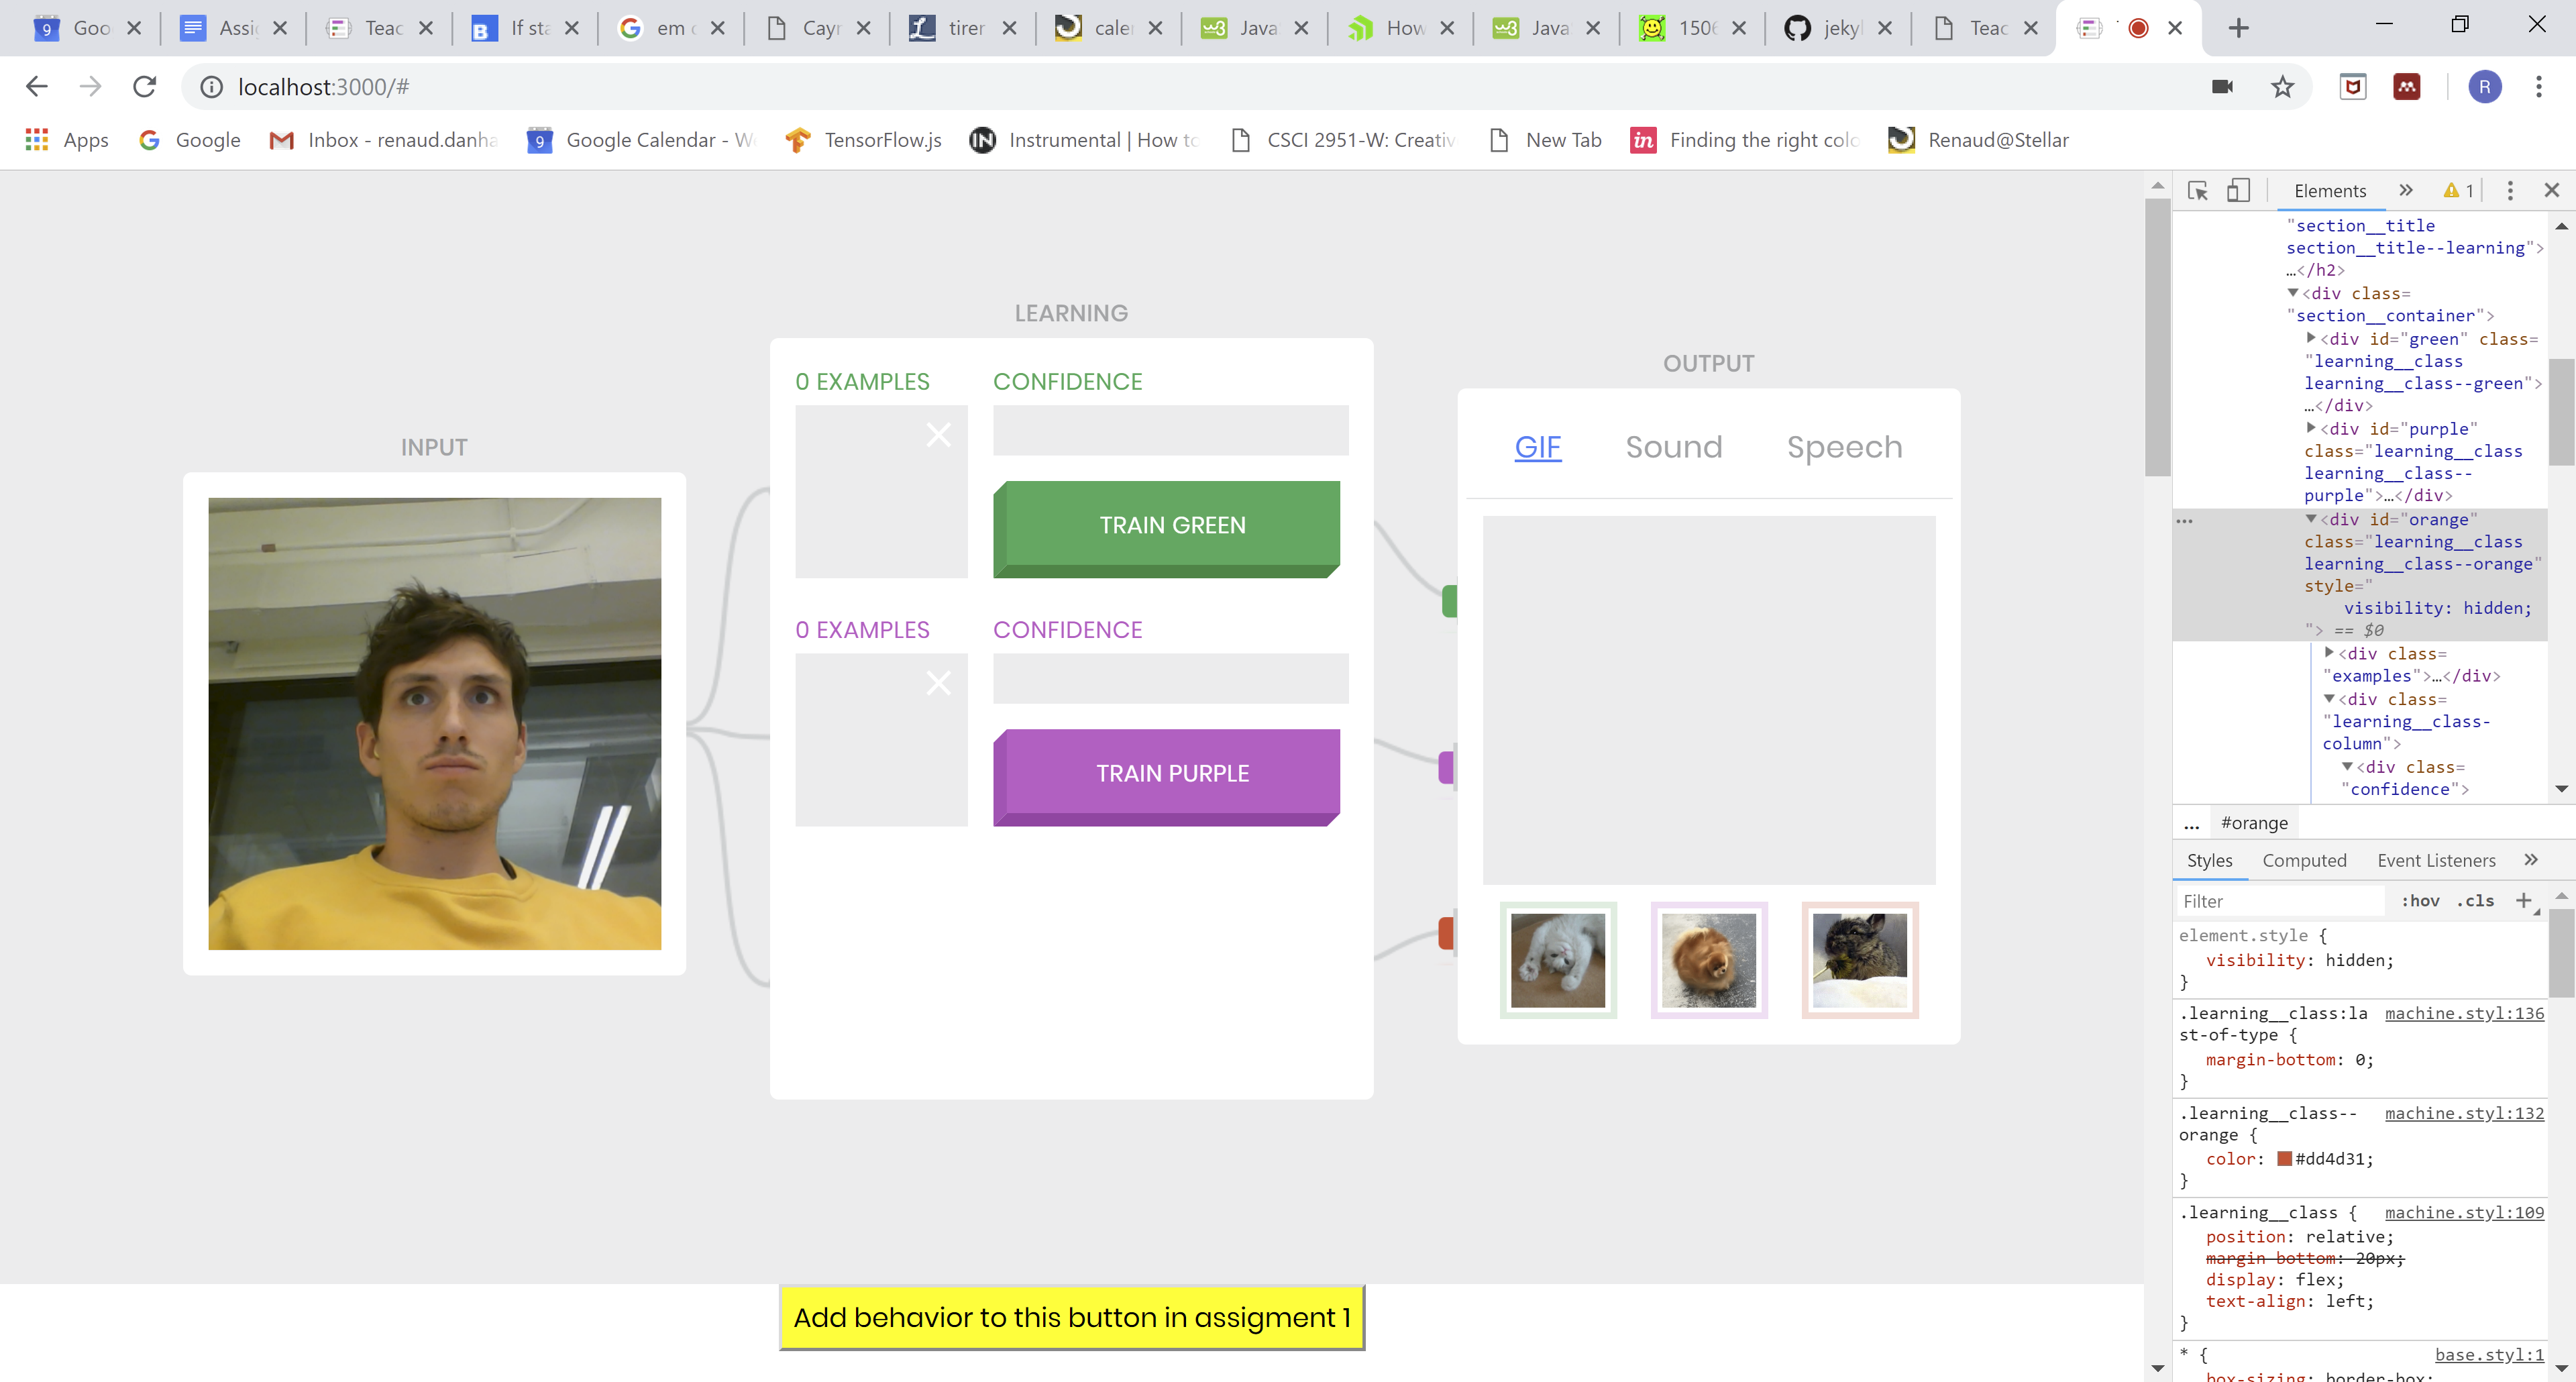 Goo
Assi
Teac
If sta
em c
Cayr
tirer
caler
Java
How
Java
1506
jekyl
Teac
localhost:3000/#
R
Apps
Google
Inbox - renaud.danha
Google Calendar - We
TensorFlow.js
Instrumental | How to
CSCI 2951-W: Creativ
New Tab
Finding the right colo
Renaud@Stellar
INPUT
LEARNING
0 EXAMPLES CONFIDENCE
TRAIN GREEN
0 EXAMPLES CONFIDENCE
TRAIN PURPLE
OUTPUT
GIF Sound Speech
Add behavior to this button in assigment 1
Elements » 1
"section__title
section__title--learning">
…</h2>
<div class=
"section__container">
<div id="green" class=
"learning__class
learning__class--green">
…</div>
<div id="purple"
class="learning__class
learning__class--
purple">…</div>
<div id="orange"
class="learning__class
learning__class--orange"
style="
visibility: hidden;
"> == $0
<div class=
"examples">…</div>
<div class=
"learning__class-
column">
<div class=
"confidence">
... #orange
Styles Computed Event Listeners »
Filter :hov .cls +
element.style {
visibility: hidden;
}
.learning__class:la machine.styl:136
st-of-type {
margin-bottom: 0;
}
.learning__class-- machine.styl:132
orange {
color: #dd4d31;
}
.learning__class { machine.styl:109
position: relative;
margin-bottom: 20px;
display: flex;
text-align: left;
}
* { base.styl:1
box-sizing: border-box;